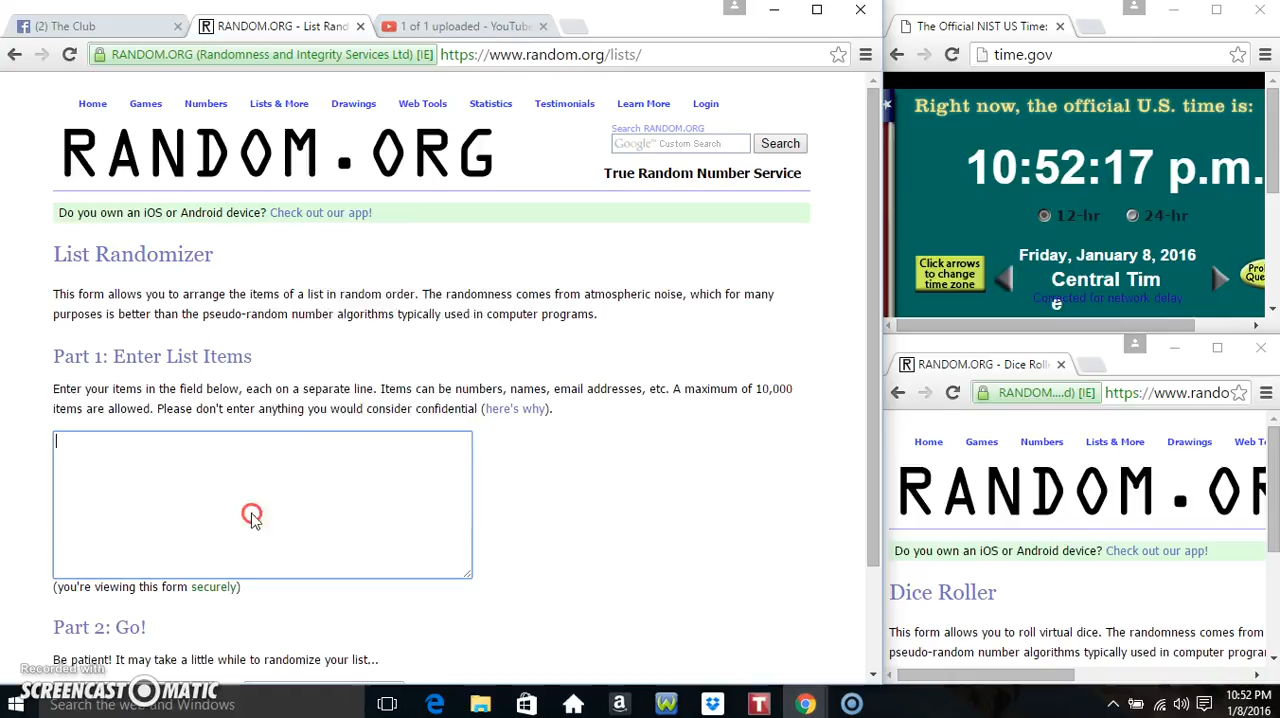 (2) The Club
RANDOM.ORG - List Rand
1 of 1 uploaded - YouTube
RANDOM.ORG (Randomness and Integrity Services Ltd) [IE]
https://www.random.org/lists/
Home Games Numbers Lists & More Drawings Web Tools Statistics Testimonials Learn More Login
RANDOM.ORG
Search RANDOM.ORG
Google™ Custom Search
Search
True Random Number Service
Do you own an iOS or Android device? Check out our app!
List Randomizer
This form allows you to arrange the items of a list in random order. The randomness comes from atmospheric noise, which for many
purposes is better than the pseudo-random number algorithms typically used in computer programs.
Part 1: Enter List Items
Enter your items in the field below, each on a separate line. Items can be numbers, names, email addresses, etc. A maximum of 10,000
items are allowed. Please don't enter anything you would consider confidential (here's why).
(you're viewing this form securely)
Part 2: Go!
Be patient! It may take a little while to randomize your list...
The Official NIST US Time:
time.gov
Right now, the official U.S. time is:
10:52:17 p.m.
12-hr 24-hr
Click arrows
to change
time zone
Friday, January 8, 2016
Central Tim
e
Corrected for network delay
Pro
Que
RANDOM.ORG - Dice Roll
RANDOM....d) [IE]
https://www.rando
Home Games Numbers Lists & More Drawings Web T
RANDOM.OR
Do you own an iOS or Android device? Check out our app!
Dice Roller
This form allows you to roll virtual dice. The randomness comes from
purposes is better than the pseudo-random number algorithms typically used in computer progra
Recorded with
SCREENCAST-O-MATIC
Search the web and Windows
10:52 PM
1/8/2016